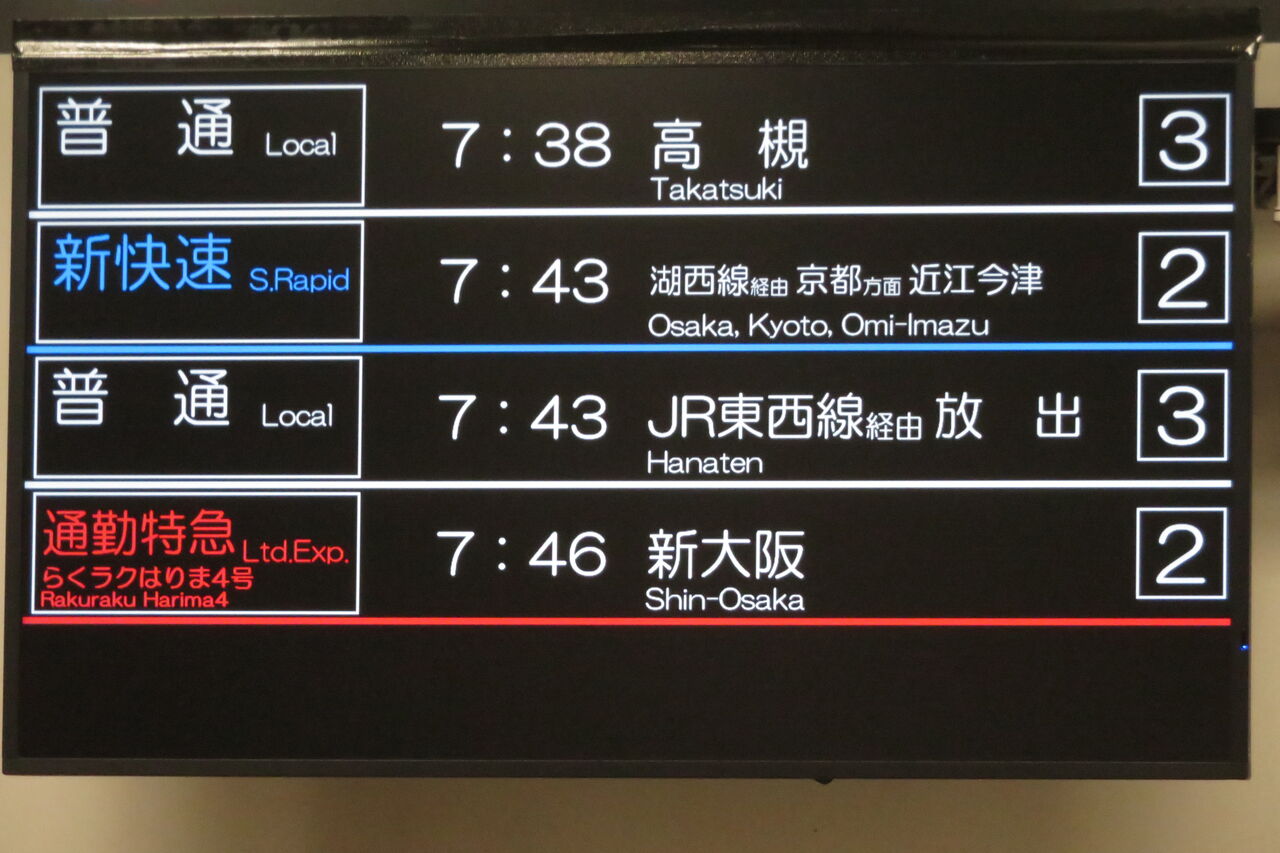 普通 Local 7:38 高槻 3
Takatsuki
新快速 S.Rapid 7:43 湖西線経由 京都方面 近江今津 2
Osaka, Kyoto, Omi-Imazu
普通 Local 7:43 JR東西線経由 放出 3
Hanaten
通勤特急 Ltd.Exp. 7:46 新大阪 2
らくラクはりま4号
Rakuraku Harima4 Shin-Osaka